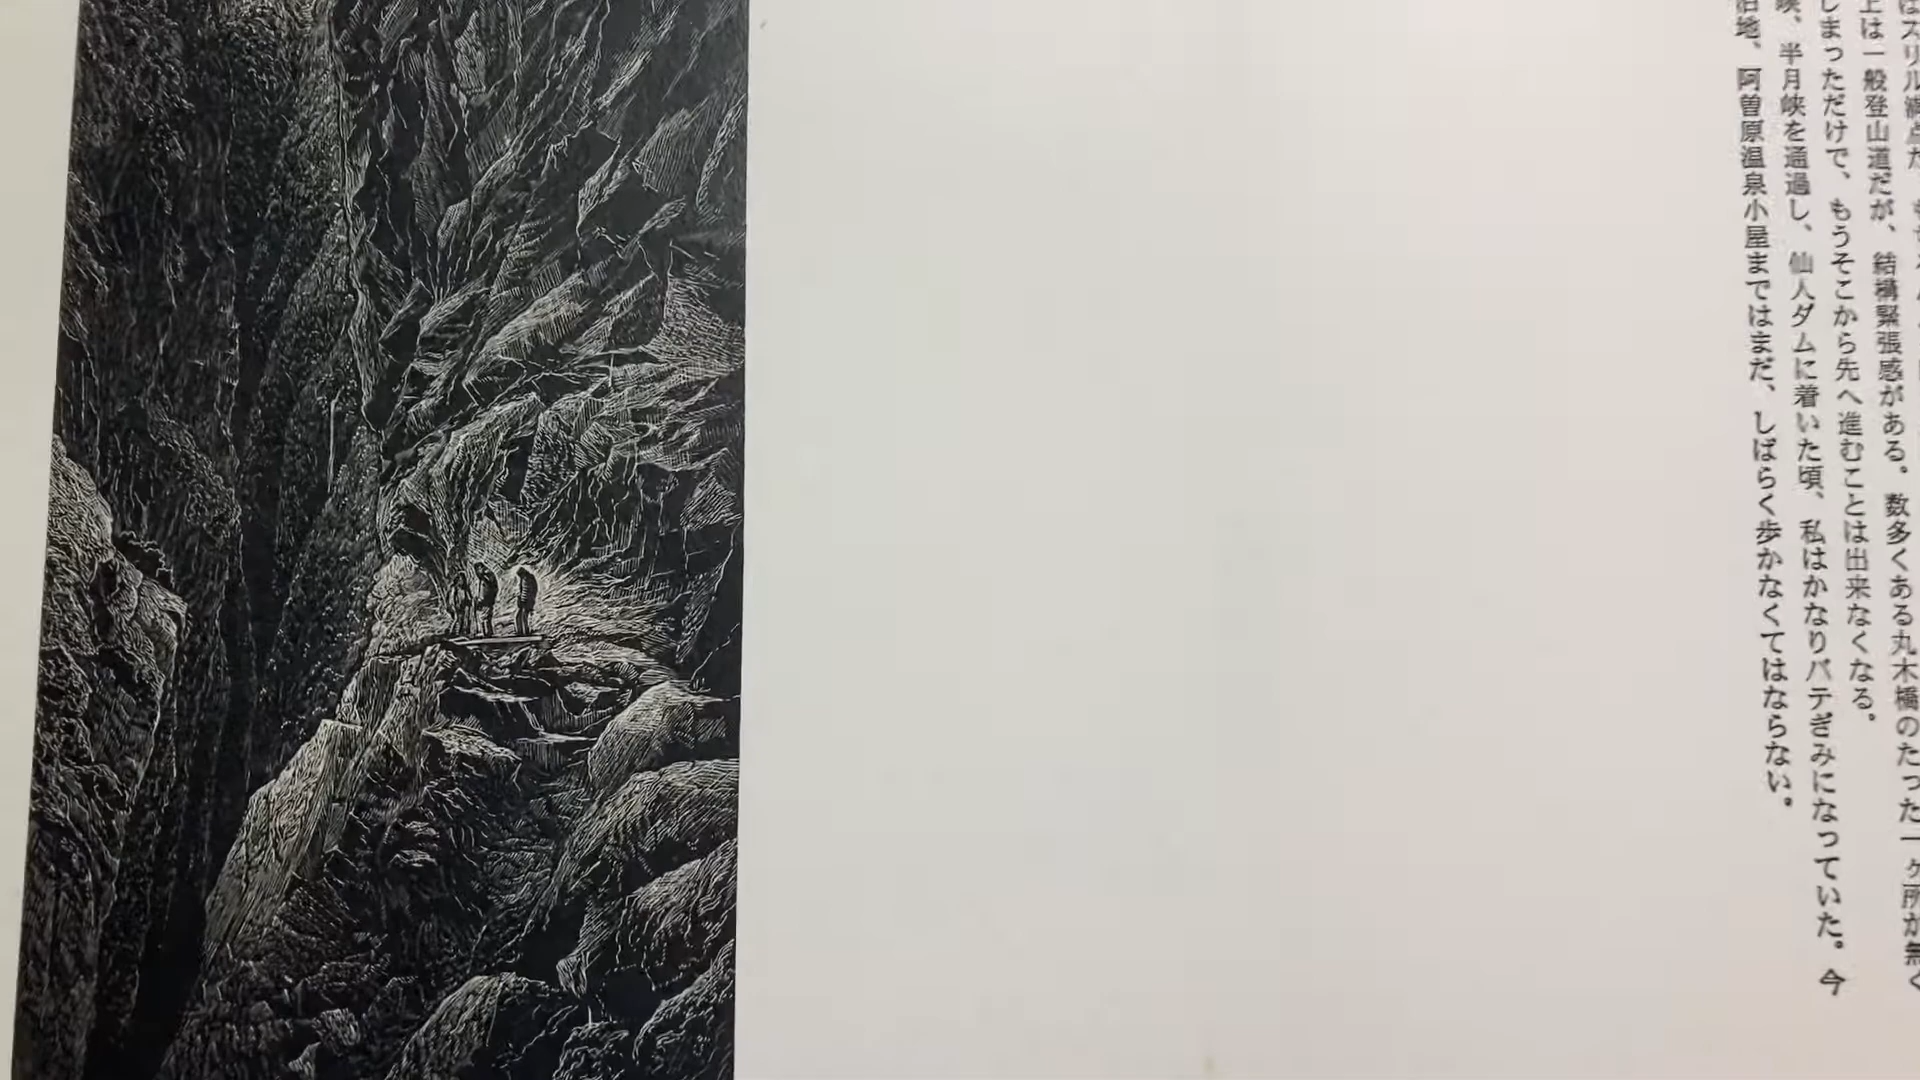 はスリル満点だ
上は一般登山道だが、結構緊張感がある。数多くある丸木橋のたった一ヶ所が無く
しまっただけで、もうそこから先へ進むことは出来なくなる。
峡、半月峡を通過し、仙人ダムに着いた頃、私はかなりバテぎみになっていた。今
泊地、阿曽原温泉小屋まではまだ、しばらく歩かなくてはならない。